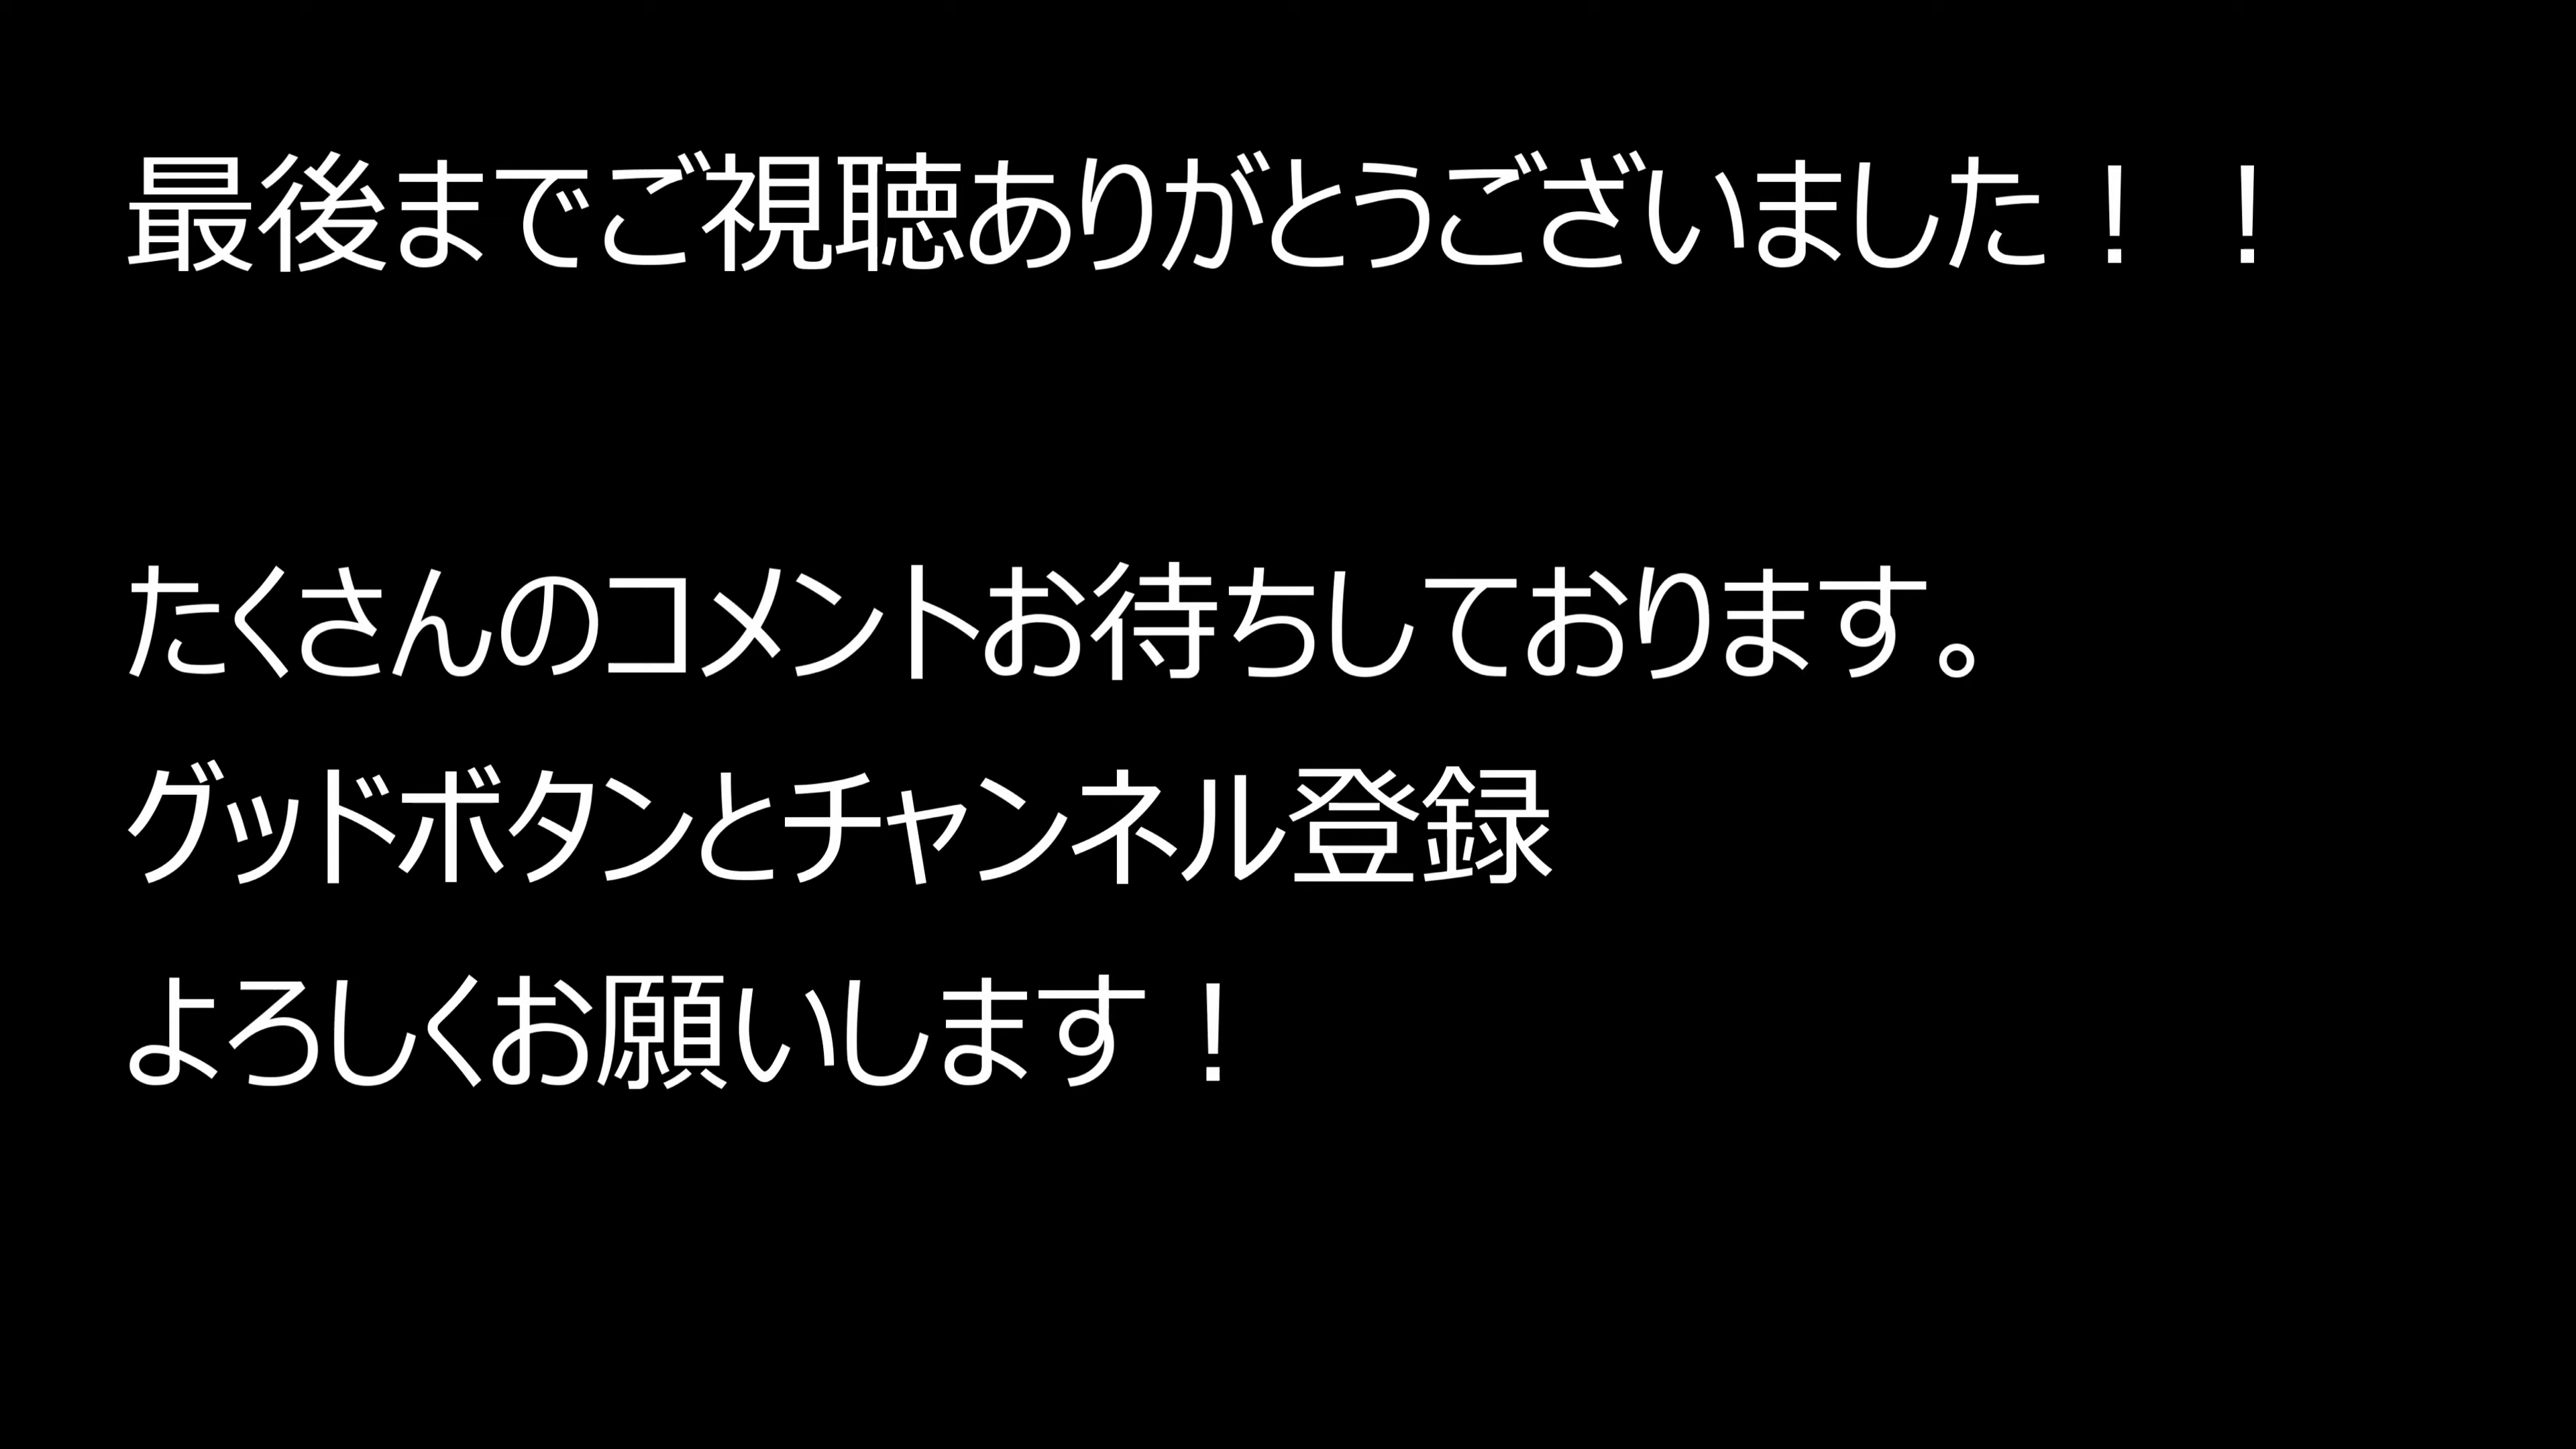 最後までご視聴ありがとうございました！！
たくさんのコメントお待ちしております。
グッドボタンとチャンネル登録
よろしくお願いします！